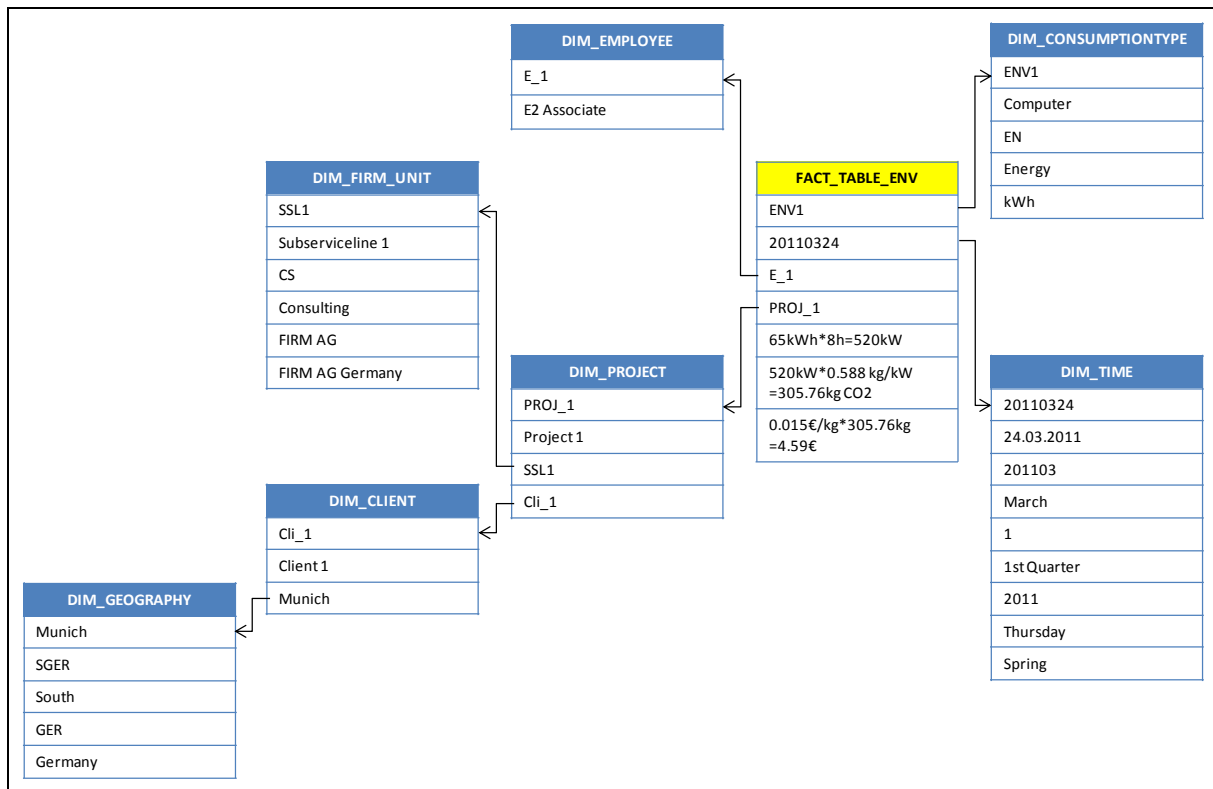 DIM_EMPLOYEE
E_1
E2 Associate
DIM_CONSUMPTIONTYPE
ENV1
Computer
EN
Energy
kWh
DIM_FIRM_UNIT
SSL1
Subserviceline 1
CS
Consulting
FIRM AG
FIRM AG Germany
FACT_TABLE_ENV
ENV1
20110324
E_1
PROJ_1
65kWh*8h=520kW
520kW*0.588 kg/kW
=305.76kg CO2
0.015€/kg*305.76kg
=4.59€
DIM_PROJECT
PROJ_1
Project 1
SSL1
Cli_1
DIM_TIME
20110324
24.03.2011
201103
March
1
1st Quarter
2011
Thursday
Spring
DIM_CLIENT
Cli_1
Client 1
Munich
DIM_GEOGRAPHY
Munich
SGER
South
GER
Germany